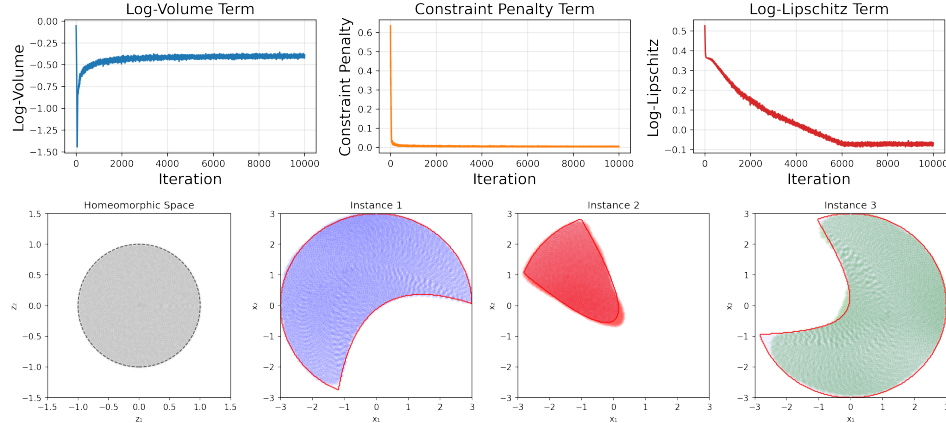 Log-Volume Term
Constraint Penalty Term
Log-Lipschitz Term
Log-Volume
0.00
−0.25
−0.50
−0.75
−1.00
−1.25
−1.50
0 2000 4000 6000 8000 10000
Iteration
Constraint Penalty
0.6
0.5
0.4
0.3
0.2
0.1
0.0
0 2000 4000 6000 8000 10000
Iteration
Log-Lipschitz
0.5
0.4
0.3
0.2
0.1
0.0
−0.1
0 2000 4000 6000 8000 10000
Iteration
Homeomorphic Space
z₂
1.5
1.0
0.5
0.0
−0.5
−1.0
−1.5
−1.5 −1.0 −0.5 0.0 0.5 1.0 1.5
z₁
Instance 1
x₂
3
2
1
0
−1
−2
−3
−3 −2 −1 0 1 2 3
x₁
Instance 2
x₂
3
2
1
0
−1
−2
−3
−3 −2 −1 0 1 2 3
x₁
Instance 3
x₂
3
2
1
0
−1
−2
−3
−3 −2 −1 0 1 2 3
x₁